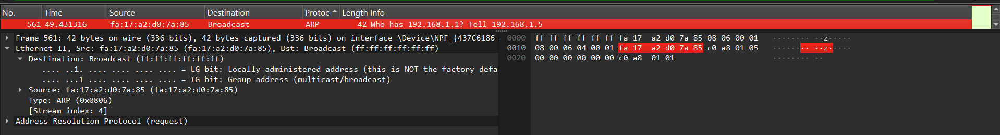 No. Time Source Destination Protoc Length Info
561 49.431316 fa:17:a2:d0:7a:85 Broadcast ARP 42 Who has 192.168.1.1? Tell 192.168.1.5
Frame 561: 42 bytes on wire (336 bits), 42 bytes captured (336 bits) on interface \Device\NPF_{437C6186-
Ethernet II, Src: fa:17:a2:d0:7a:85 (fa:17:a2:d0:7a:85), Dst: Broadcast (ff:ff:ff:ff:ff:ff)
Destination: Broadcast (ff:ff:ff:ff:ff:ff)
.... ..1. .... .... .... .... = LG bit: Locally administered address (this is NOT the factory defau
.... ...1 .... .... .... .... = IG bit: Group address (multicast/broadcast)
Source: fa:17:a2:d0:7a:85 (fa:17:a2:d0:7a:85)
Type: ARP (0x0806)
[Stream index: 4]
Address Resolution Protocol (request)
0000 ff ff ff ff ff ff fa 17 a2 d0 7a 85 08 06 00 01 ········ ··z·····
0010 08 00 06 04 00 01 fa 17 a2 d0 7a 85 c0 a8 01 05 ········ ··z·····
0020 00 00 00 00 00 00 c0 a8 01 01 ········ ··